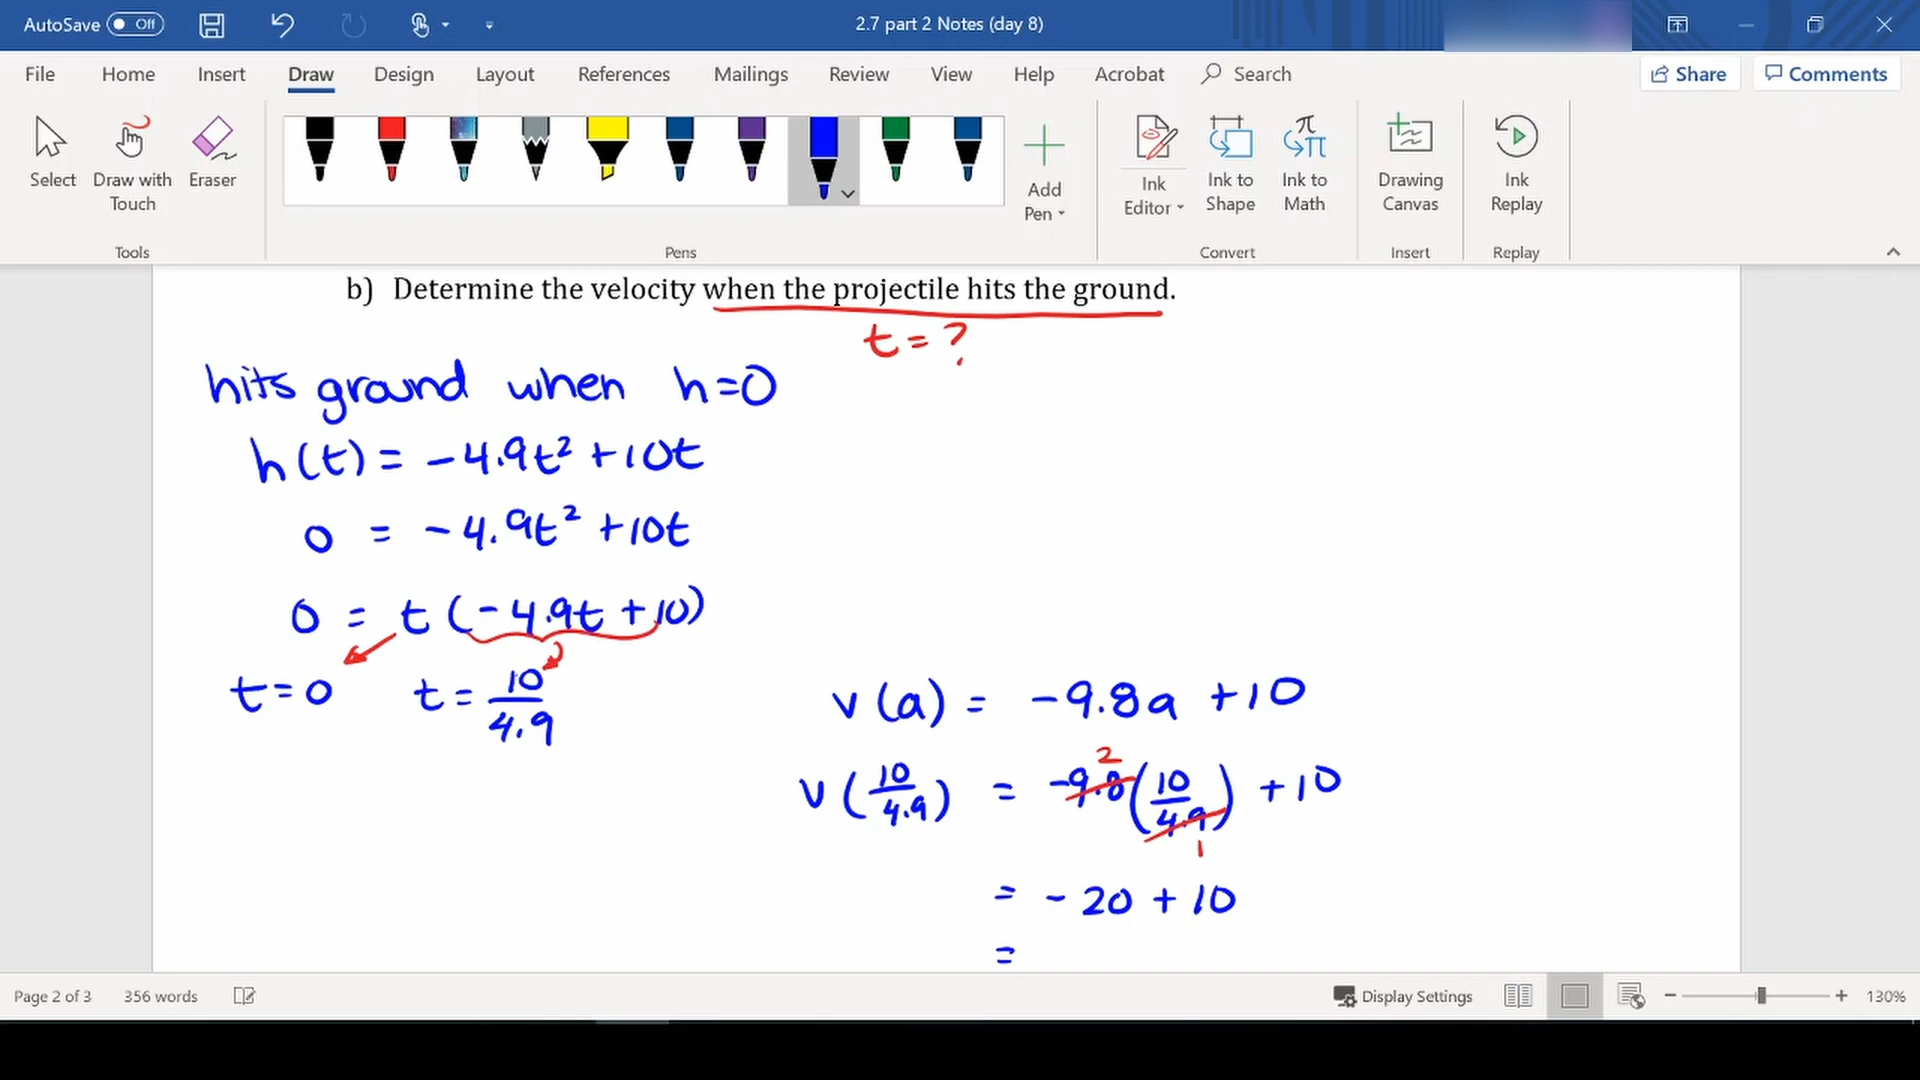 AutoSave Off 2.7 part 2 Notes (day 8)
File Home Insert Draw Design Layout References Mailings Review View Help Acrobat Search Share Comments
Select Draw with Touch Eraser Add Pen Ink Editor Ink to Shape Ink to Math Drawing Canvas Ink Replay
Tools Pens Convert Insert Replay
b) Determine the velocity when the projectile hits the ground.
t = ?
hits ground when h=0
h(t) = -4.9t² +10t
0 = -4.9t² +10t
0 = t(-4.9t +10)
t=0 t = 10/4.9
v(a) = -9.8a +10
v(10/4.9) = -9.8(10/4.9) +10
2
1
= -20 + 10
=
Page 2 of 3 356 words Display Settings 130%